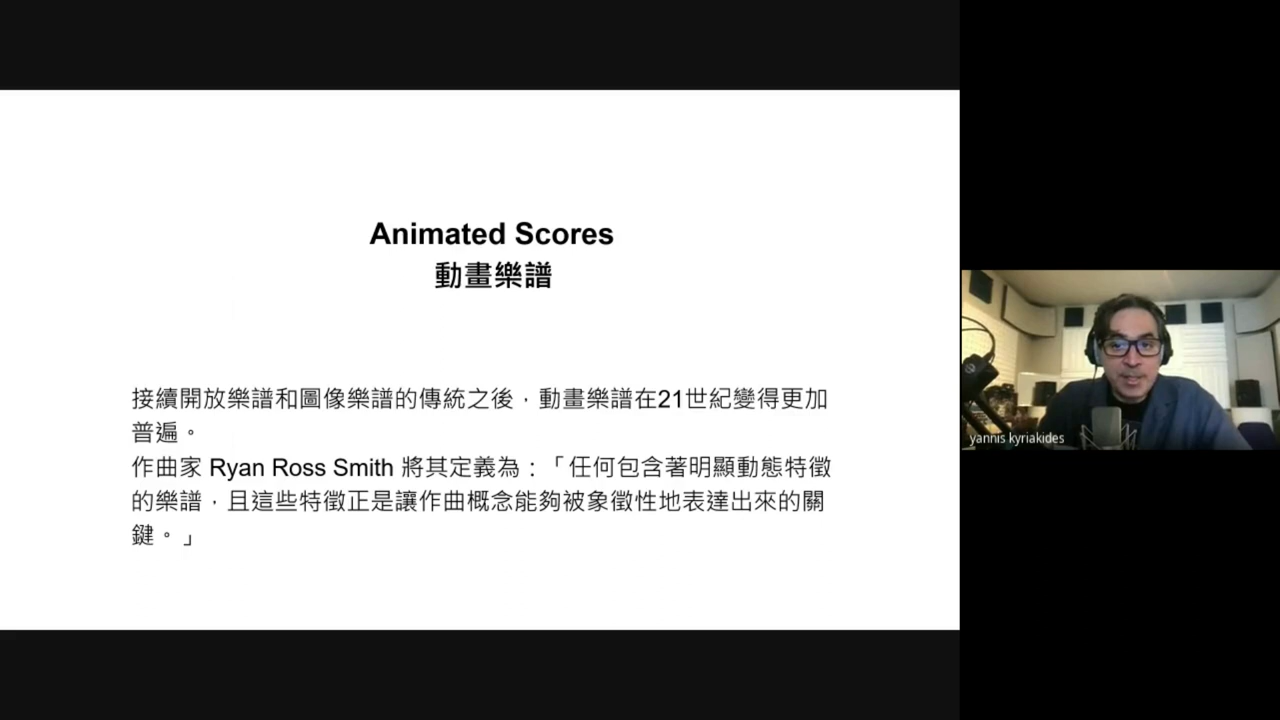 Animated Scores
動畫樂譜
接續開放樂譜和圖像樂譜的傳統之後，動畫樂譜在21世紀變得更加
普遍。
作曲家 Ryan Ross Smith 將其定義為：「任何包含著明顯動態特徵
的樂譜，且這些特徵正是讓作曲概念能夠被象徵性地表達出來的關
鍵。」
yannis kyriakides